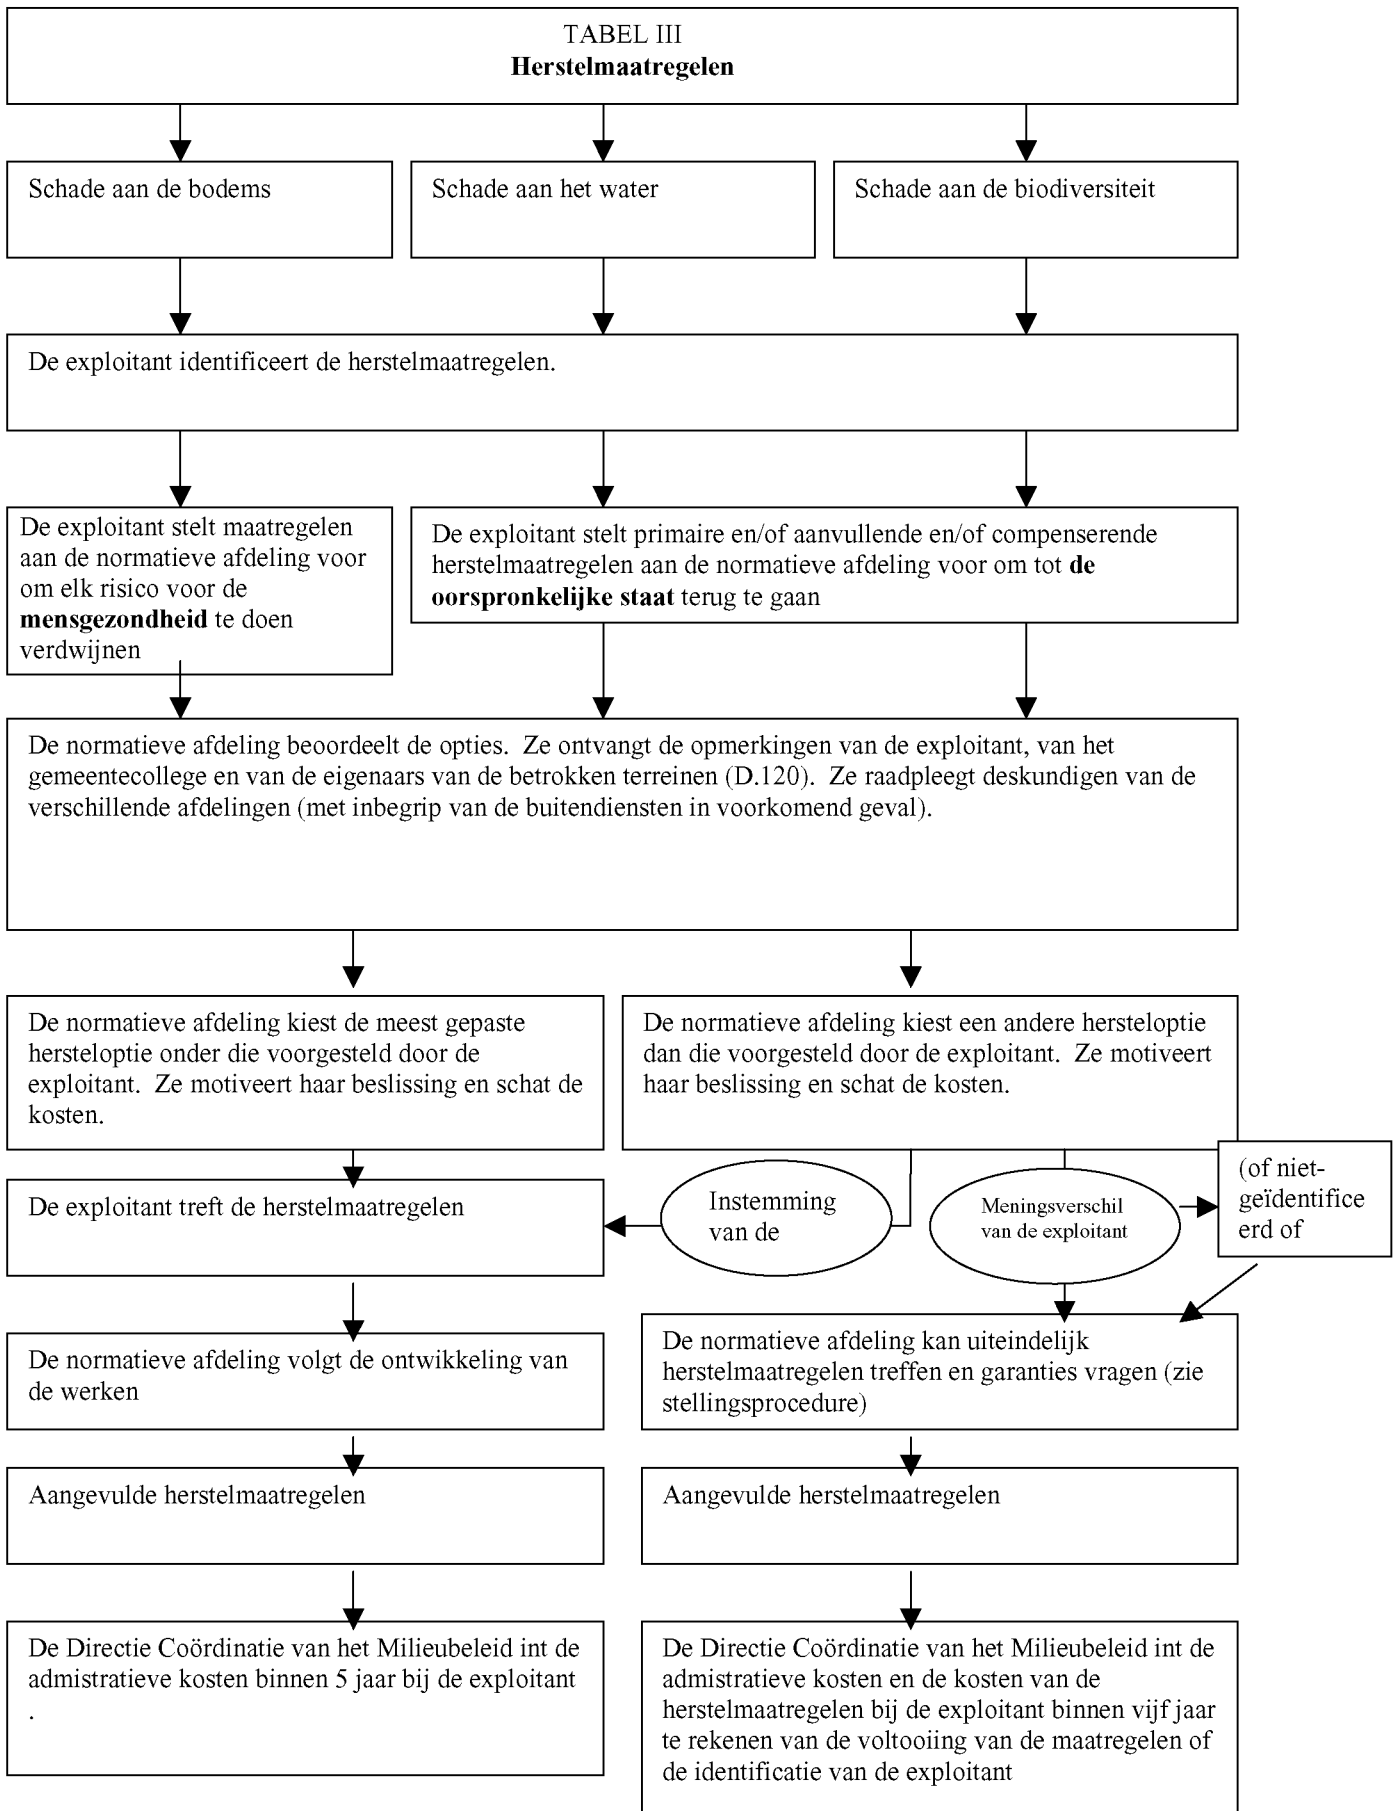 TABEL III
Herstelmaatregelen
Schade aan de bodems
Schade aan het water
Schade aan de biodiversiteit
De exploitant identificeert de herstelmaatregelen.
De exploitant stelt maatregelen
aan de normatieve afdeling voor
om elk risico voor de
mensgezondheid te doen
verdwijnen
De exploitant stelt primaire en/of aanvullende en/of compenserende
herstelmaatregelen aan de normatieve afdeling voor om tot de
oorspronkelijke staat terug te gaan
De normatieve afdeling beoordeelt de opties. Ze ontvangt de opmerkingen van de exploitant, van het
gemeentecollege en van de eigenaars van de betrokken terreinen (D.120). Ze raadpleegt deskundigen van de
verschillende afdelingen (met inbegrip van de buitendiensten in voorkomend geval).
De normatieve afdeling kiest de meest gepaste
hersteloptie onder die voorgesteld door de
exploitant. Ze motiveert haar beslissing en schat de
kosten.
De normatieve afdeling kiest een andere hersteloptie
dan die voorgesteld door de exploitant. Ze motiveert
haar beslissing en schat de kosten.
De exploitant treft de herstelmaatregelen
Instemming
van de
Meningsverschil
van de exploitant
(of niet-
geïdentifice
erd of
De normatieve afdeling volgt de ontwikkeling van
de werken
De normatieve afdeling kan uiteindelijk
herstelmaatregelen treffen en garanties vragen (zie
stellingsprocedure)
Aangevulde herstelmaatregelen
Aangevulde herstelmaatregelen
De Directie Coördinatie van het Milieubeleid int de
admistratieve kosten binnen 5 jaar bij de exploitant
.
De Directie Coördinatie van het Milieubeleid int de
admistratieve kosten en de kosten van de
herstelmaatregelen bij de exploitant binnen vijf jaar
te rekenen van de voltooiing van de maatregelen of
de identificatie van de exploitant